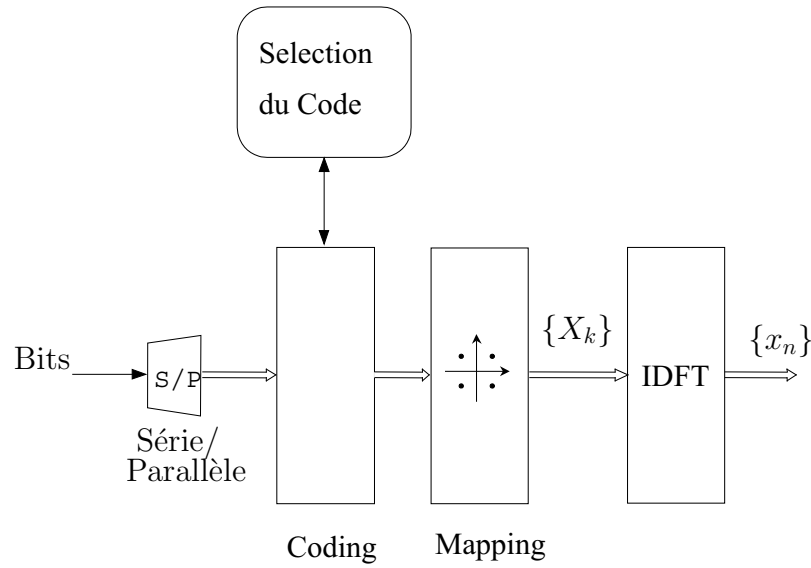 Selection
du Code
Bits
S/P
Série/
Parallèle
{X_k}
IDFT
{x_n}
Coding
Mapping